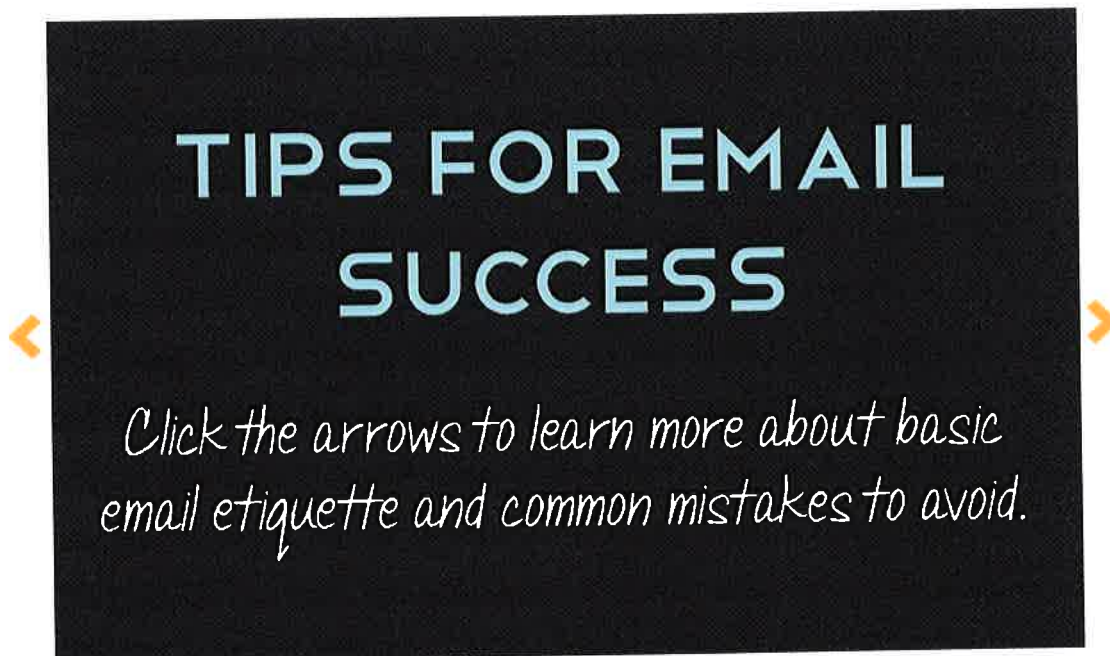 TIPS FOR EMAIL
SUCCESS
Click the arrows to learn more about basic
email etiquette and common mistakes to avoid.